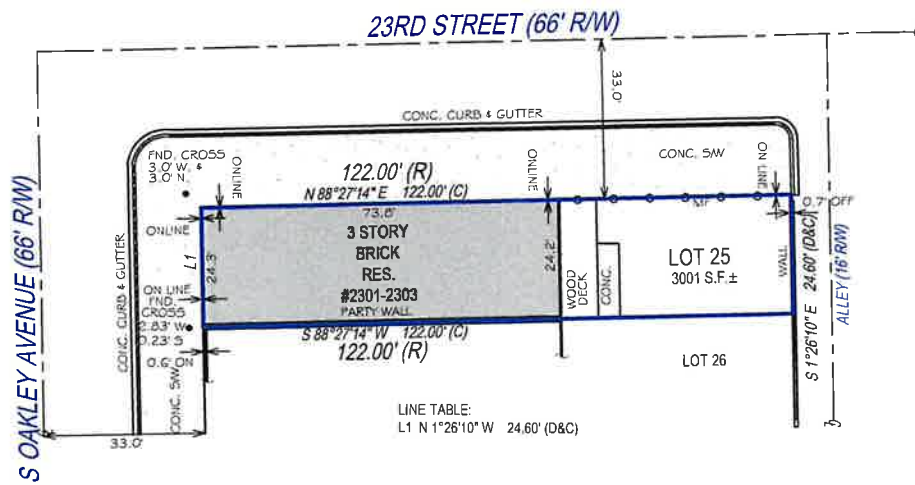 23RD STREET (66' R/W)
33.0'
CONC. CURB & GUTTER
FND. CROSS
3.0' W. &
3.0' N.
ONLINE
122.00' (R)
N 88°27'14" E 122.00' (C)
ONLINE
CONC. S/W
ON LINE
0.7' OFF
73.8'
ONLINE
L1
24.3'
3 STORY
BRICK
RES.
#2301-2303
PARTY WALL
24.2'
WOOD
DECK
CONC.
LOT 25
3001 S.F.±
WALL
S 1°26'10" E 24.60' (D&C)
ALLEY (16' R/W)
S OAKLEY AVENUE (66' R/W)
CONC. CURB & GUTTER
ON LINE
FND.
CROSS
2.83' W
0.23' S
0.6' ON
CONC. S/W
S 88°27'14" W 122.00' (C)
122.00' (R)
LOT 26
33.0'
LINE TABLE:
L1 N 1°26'10" W 24.60' (D&C)